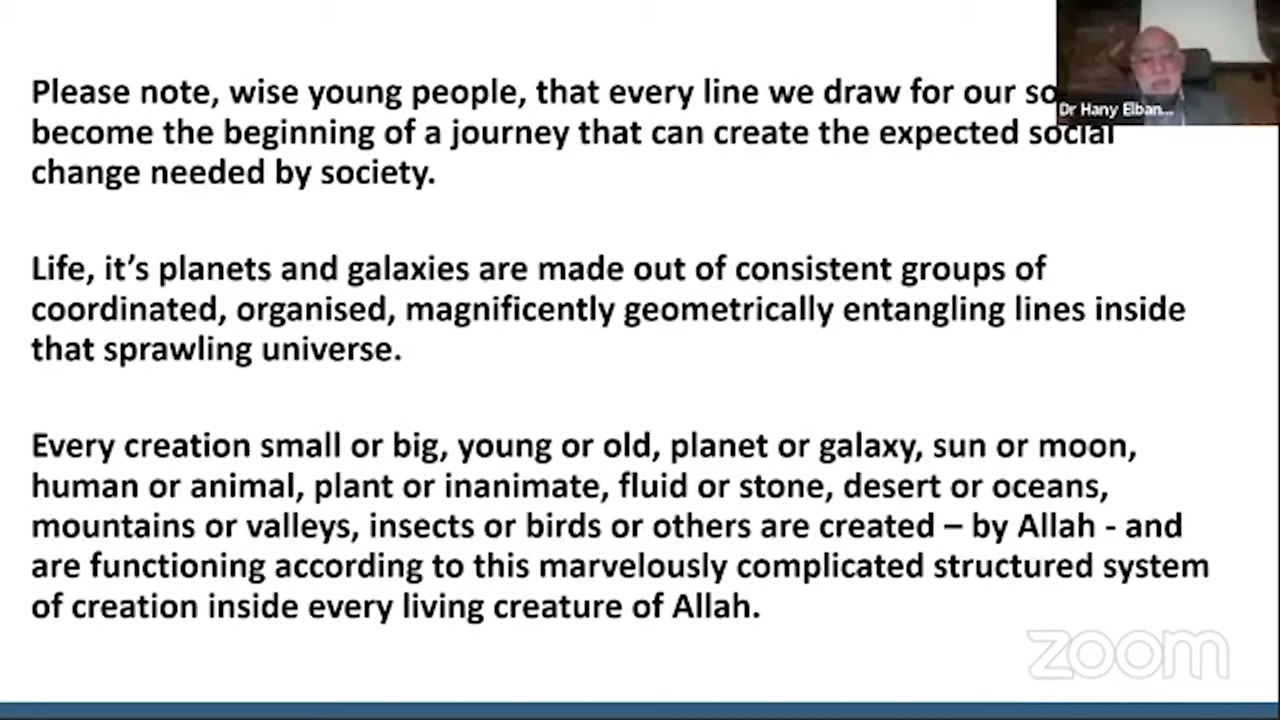 Please note, wise young people, that every line we draw for our
become the beginning of a journey that can create the expected social
change needed by society.
Life, it’s planets and galaxies are made out of consistent groups of
coordinated, organised, magnificently geometrically entangling lines inside
that sprawling universe.
Every creation small or big, young or old, planet or galaxy, sun or moon,
human or animal, plant or inanimate, fluid or stone, desert or oceans,
mountains or valleys, insects or birds or others are created – by Allah - and
are functioning according to this marvelously complicated structured system
of creation inside every living creature of Allah.
Dr Hany Elban...
zoom